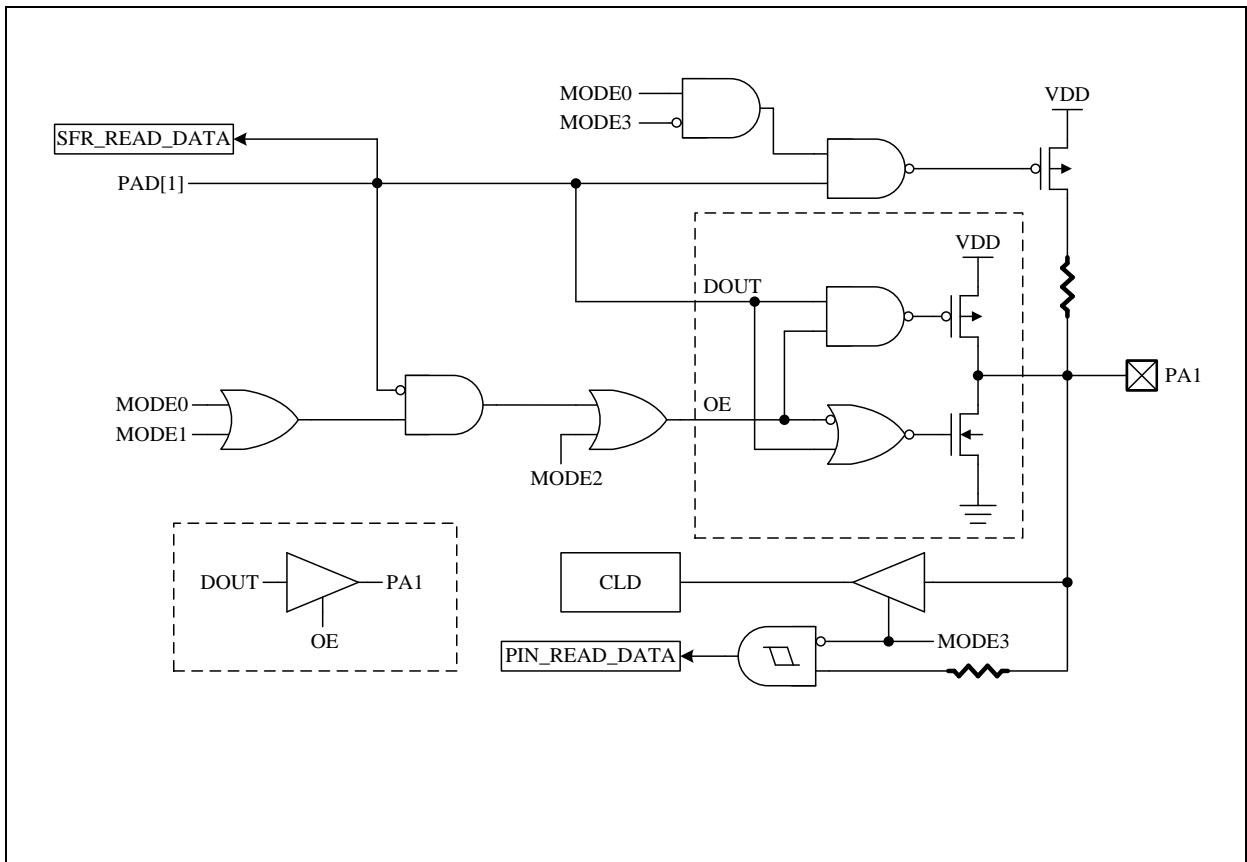 MODE0
MODE3
VDD
SFR_READ_DATA
PAD[1]
VDD
DOUT
PA1
MODE0
MODE1
OE
MODE2
DOUT
PA1
OE
CLD
MODE3
PIN_READ_DATA